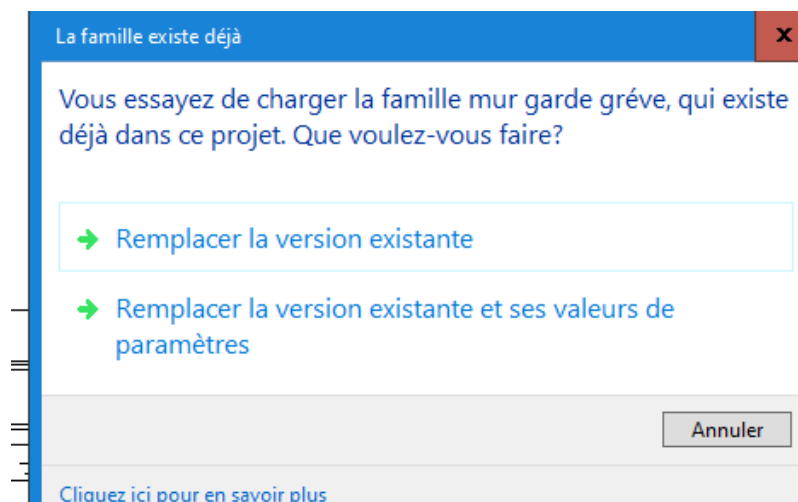 La famille existe déjà
x
Vous essayez de charger la famille mur garde gréve, qui existe
déjà dans ce projet. Que voulez-vous faire?
Remplacer la version existante
Remplacer la version existante et ses valeurs de
paramètres
Annuler
Cliquez ici pour en savoir plus